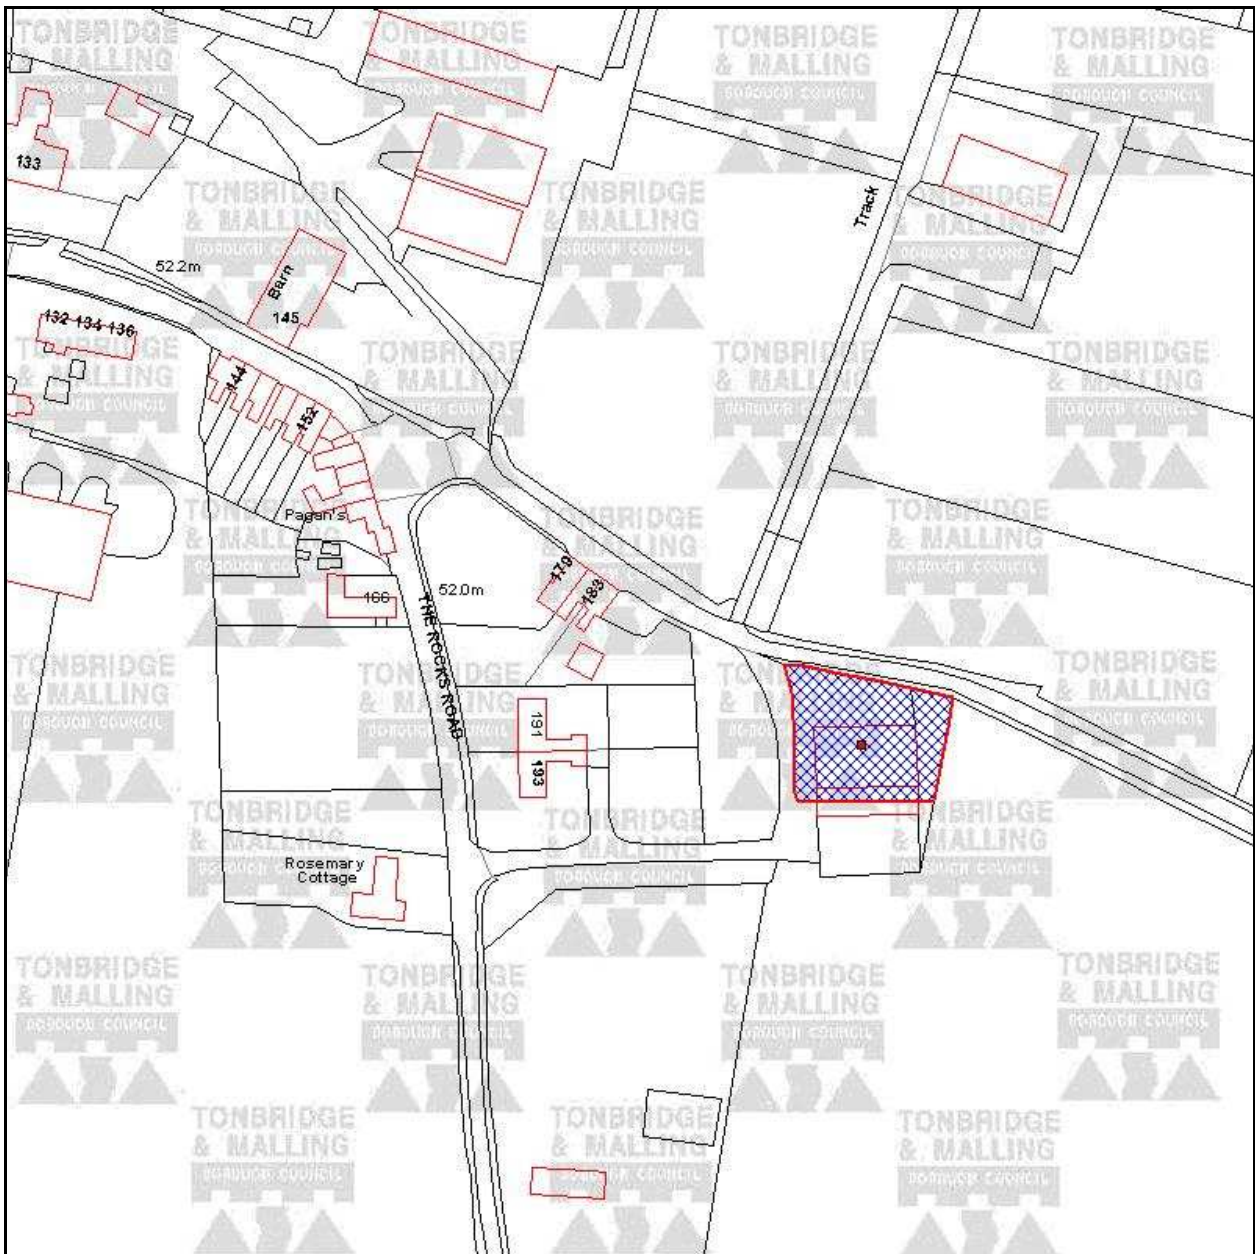 TONBRIDGE
& MALLING
BOROUGH COUNCIL
133
52.2m
Barn
145
Track
132 134 136
144
152
Pagan's
166
52.0m
THE ROCKS ROAD
179
183
191
193
Rosemary
Cottage